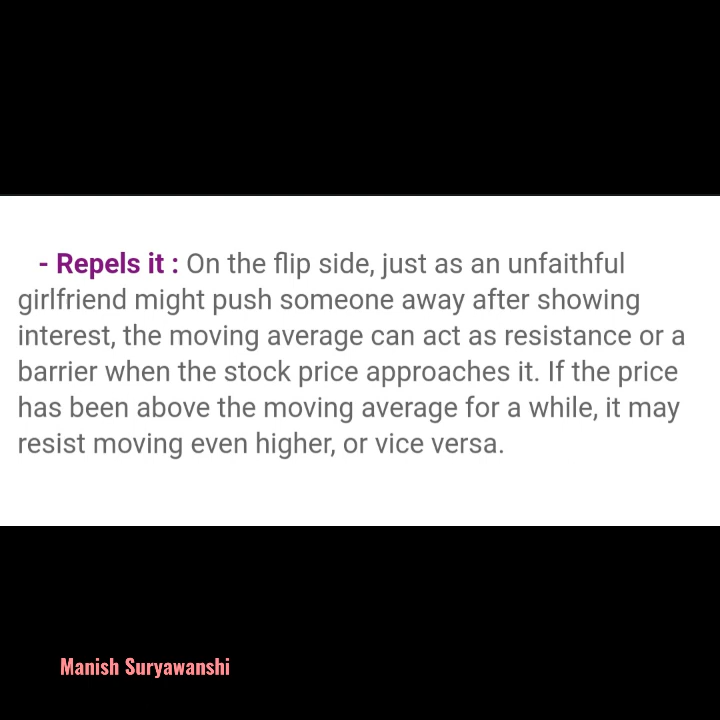 - Repels it : On the flip side, just as an unfaithful
girlfriend might push someone away after showing
interest, the moving average can act as resistance or a
barrier when the stock price approaches it. If the price
has been above the moving average for a while, it may
resist moving even higher, or vice versa.
Manish Suryawanshi